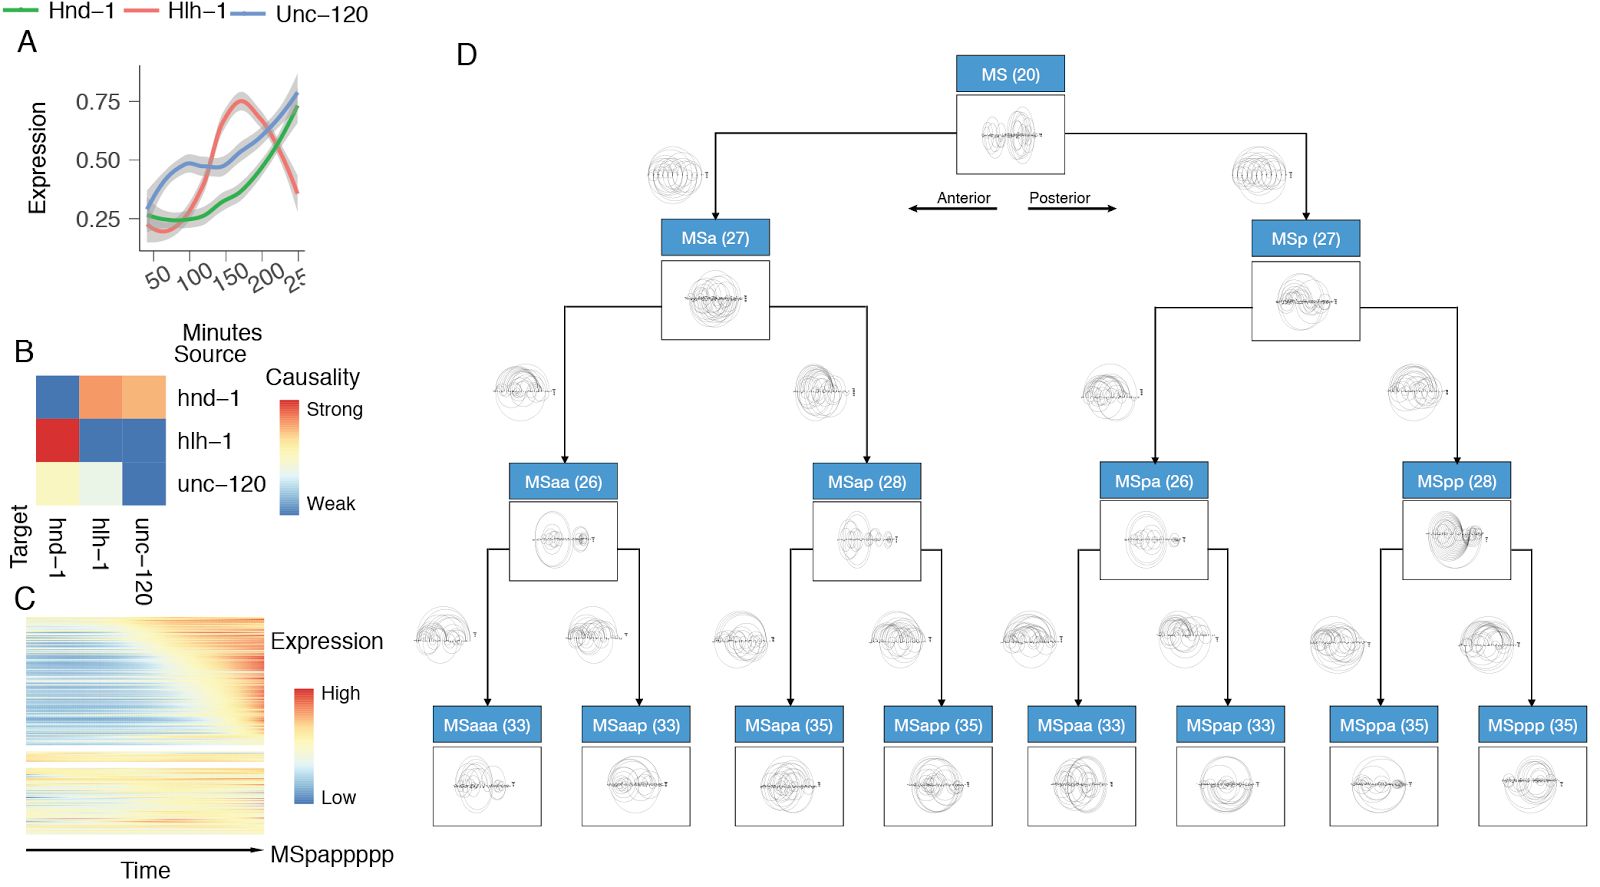 Hnd-1 Hlh-1 Unc-120
A
Expression
0.75
0.50
0.25
50 100 150 200 25
Minutes
B
Source
hnd-1
hlh-1
unc-120
Target
hnd-1 hlh-1 unc-120
Causality
Strong
Weak
C
Expression
High
Low
Time
MSpappppp
D
MS (20)
Anterior Posterior
MSa (27) MSp (27)
MSaa (26) MSap (28) MSpa (26) MSpp (28)
MSaaa (33) MSaap (33) MSapa (35) MSapp (35) MSpaa (33) MSpap (33) MSppa (35) MSppp (35)